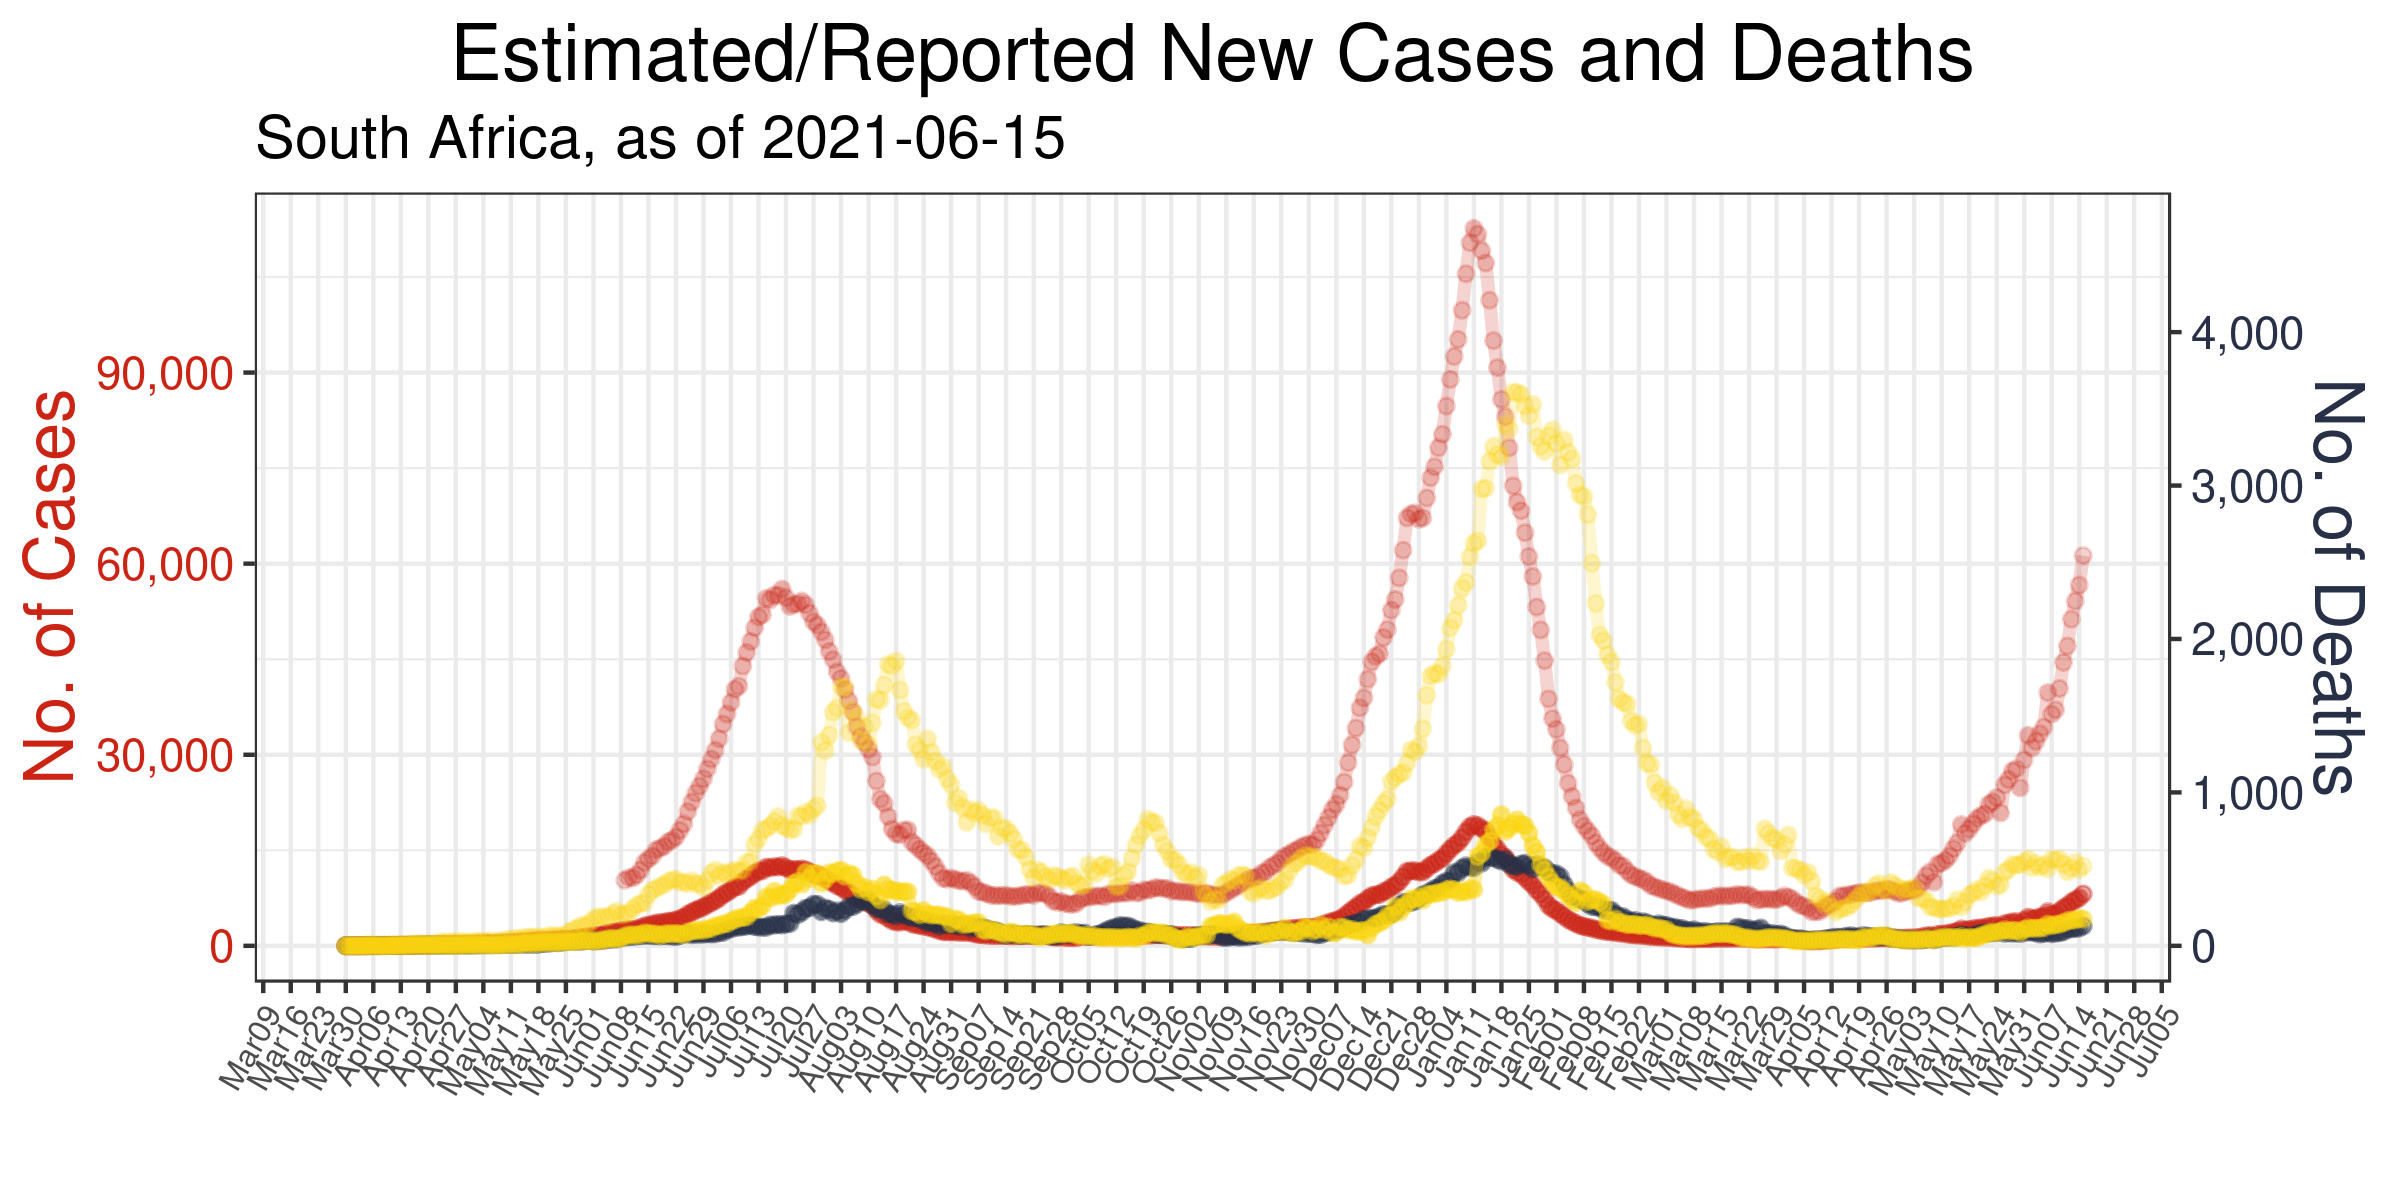 Estimated/Reported New Cases and Deaths
South Africa, as of 2021-06-15
No. of Cases
90,000
60,000
30,000
0
4,000
3,000
2,000
1,000
0
No. of Deaths
Mar09
Mar16
Mar23
Mar30
Apr06
Apr13
Apr20
Apr27
May04
May11
May18
May25
Jun01
Jun08
Jun15
Jun22
Jun29
Jul06
Jul13
Jul20
Jul27
Aug03
Aug10
Aug17
Aug24
Aug31
Sep07
Sep14
Sep21
Sep28
Oct05
Oct12
Oct19
Oct26
Nov02
Nov09
Nov16
Nov23
Nov30
Dec07
Dec14
Dec21
Dec28
Jan04
Jan11
Jan18
Jan25
Feb01
Feb08
Feb15
Feb22
Mar01
Mar08
Mar15
Mar22
Mar29
Apr05
Apr12
Apr19
Apr26
May03
May10
May17
May24
May31
Jun07
Jun14
Jun21
Jun28
Jul05